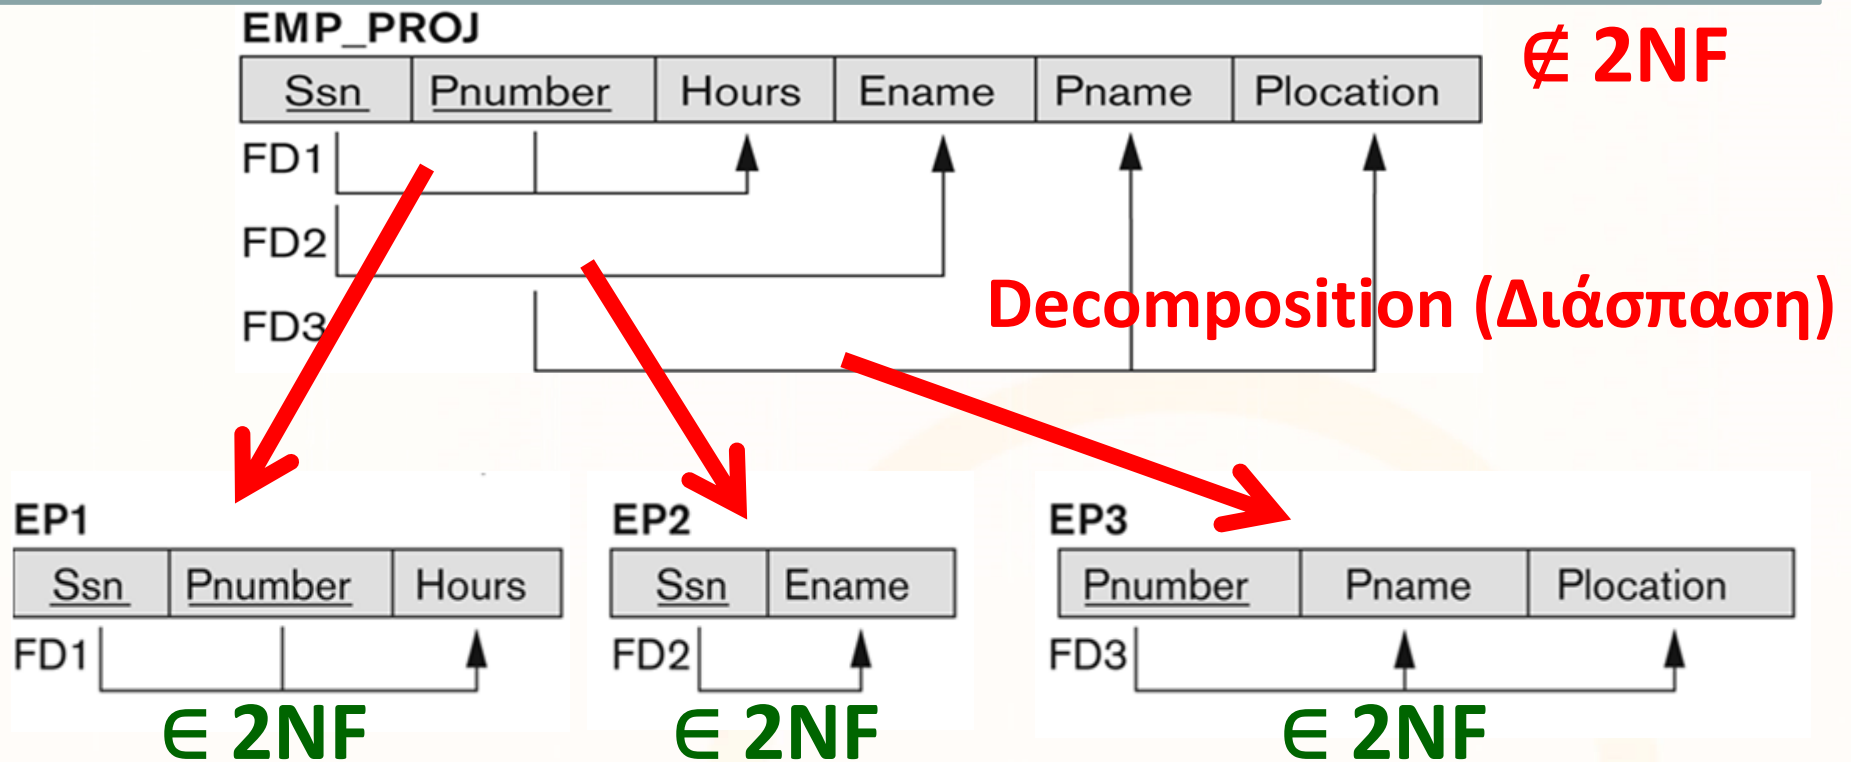 EMP_PROJ
∉ 2NF
Ssn Pnumber Hours Ename Pname Plocation
FD1
FD2
FD3
Decomposition (Διάσπαση)
EP1
Ssn Pnumber Hours
FD1
∈ 2NF
EP2
Ssn Ename
FD2
∈ 2NF
EP3
Pnumber Pname Plocation
FD3
∈ 2NF